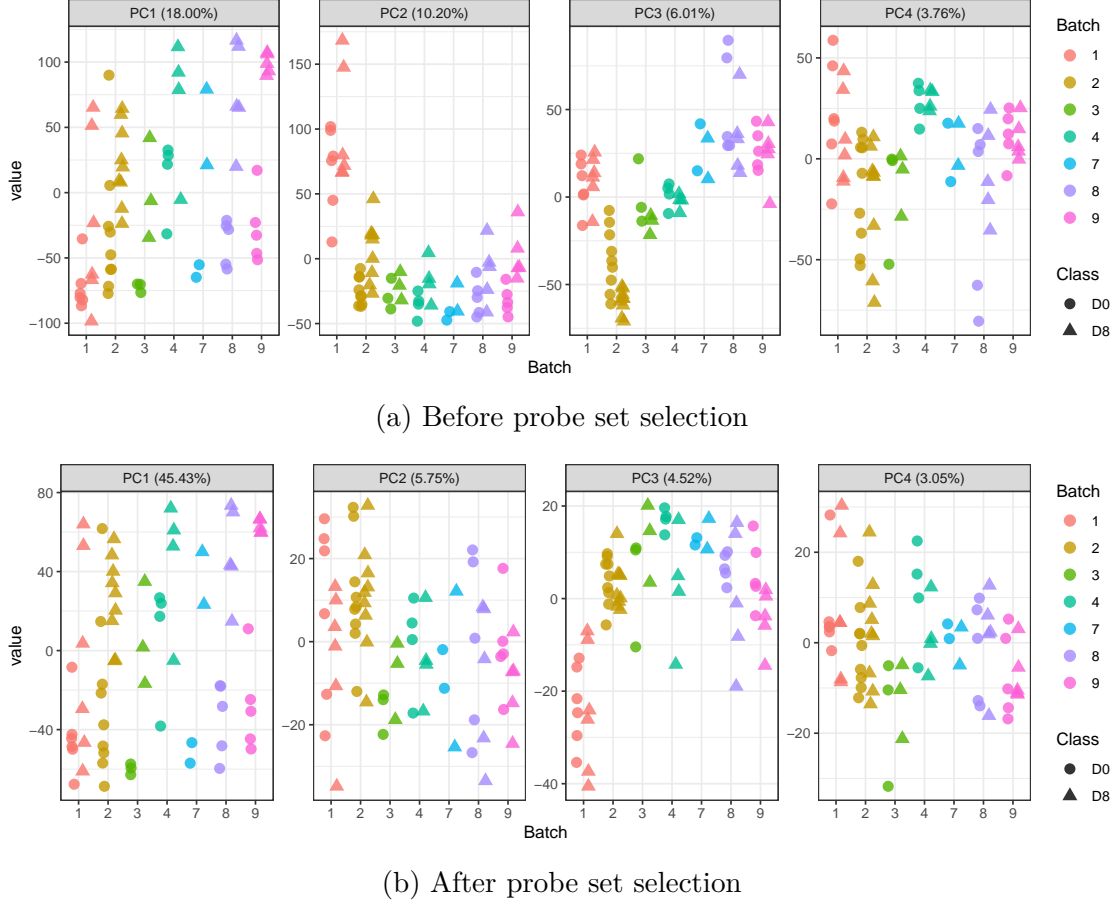 PC1 (18.00%) PC2 (10.20%) PC3 (6.01%) PC4 (3.76%)
value
100
50
0
−50
−100
150
100
50
0
−50
50
0
−50
50
0
−50
1 2 3 4 7 8 9
1 2 3 4 7 8 9
1 2 3 4 7 8 9
1 2 3 4 7 8 9
Batch
Batch
1
2
3
4
7
8
9
Class
D0
D8
(a) Before probe set selection
PC1 (45.43%) PC2 (5.75%) PC3 (4.52%) PC4 (3.05%)
value
80
40
0
−40
20
0
−20
20
0
−20
−40
20
0
−20
1 2 3 4 7 8 9
1 2 3 4 7 8 9
1 2 3 4 7 8 9
1 2 3 4 7 8 9
Batch
Batch
1
2
3
4
7
8
9
Class
D0
D8
(b) After probe set selection